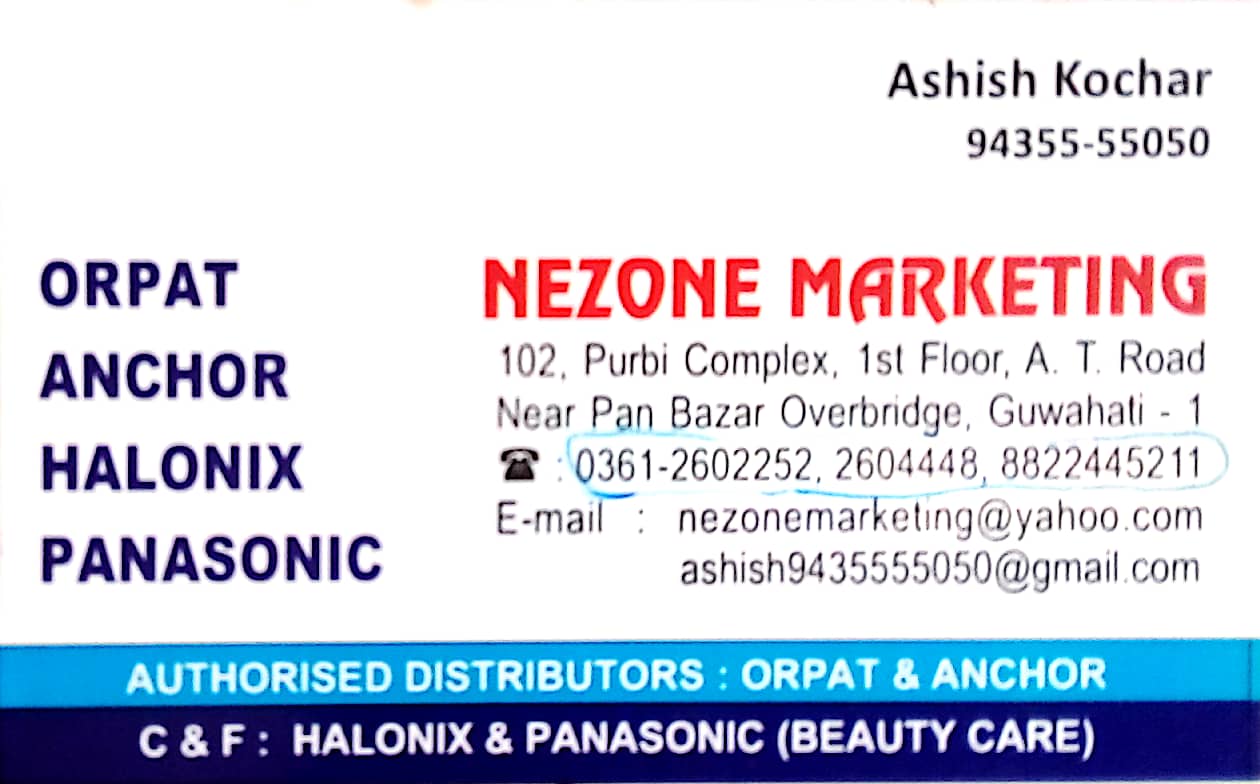 Ashish Kochar
94355-55050
ORPAT
ANCHOR
HALONIX
PANASONIC
NEZONE MARKETING
102, Purbi Complex, 1st Floor, A. T. Road
Near Pan Bazar Overbridge, Guwahati - 1
☎ : 0361-2602252, 2604448, 8822445211
E-mail : nezonemarketing@yahoo.com
ashish9435555050@gmail.com
AUTHORISED DISTRIBUTORS : ORPAT & ANCHOR
C & F : HALONIX & PANASONIC (BEAUTY CARE)